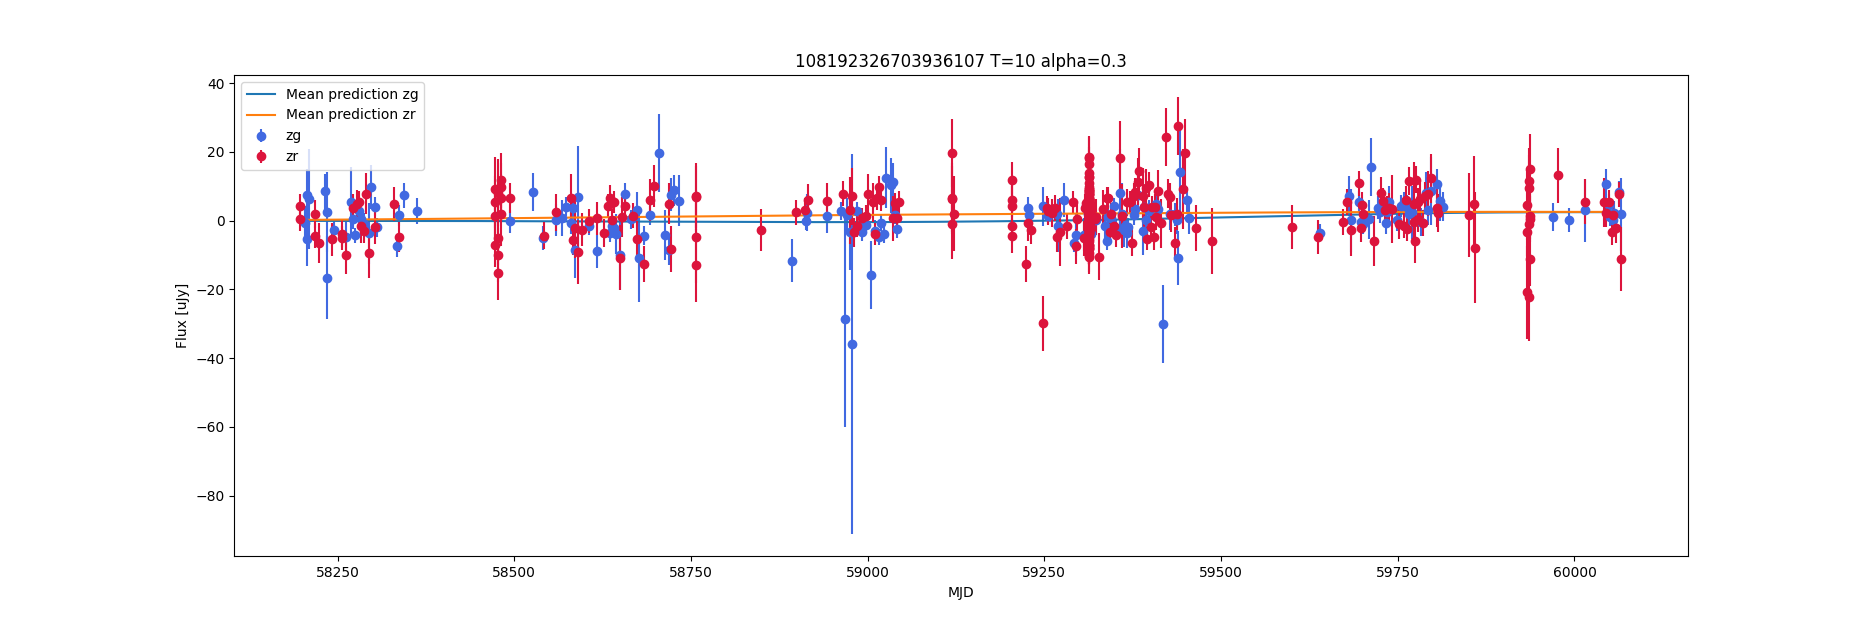 108192326703936107 T=10 alpha=0.3
Mean prediction zg
Mean prediction zr
zg
zr
Flux [uJy]
40
20
0
−20
−40
−60
−80
58250 58500 58750 59000 59250 59500 59750 60000
MJD